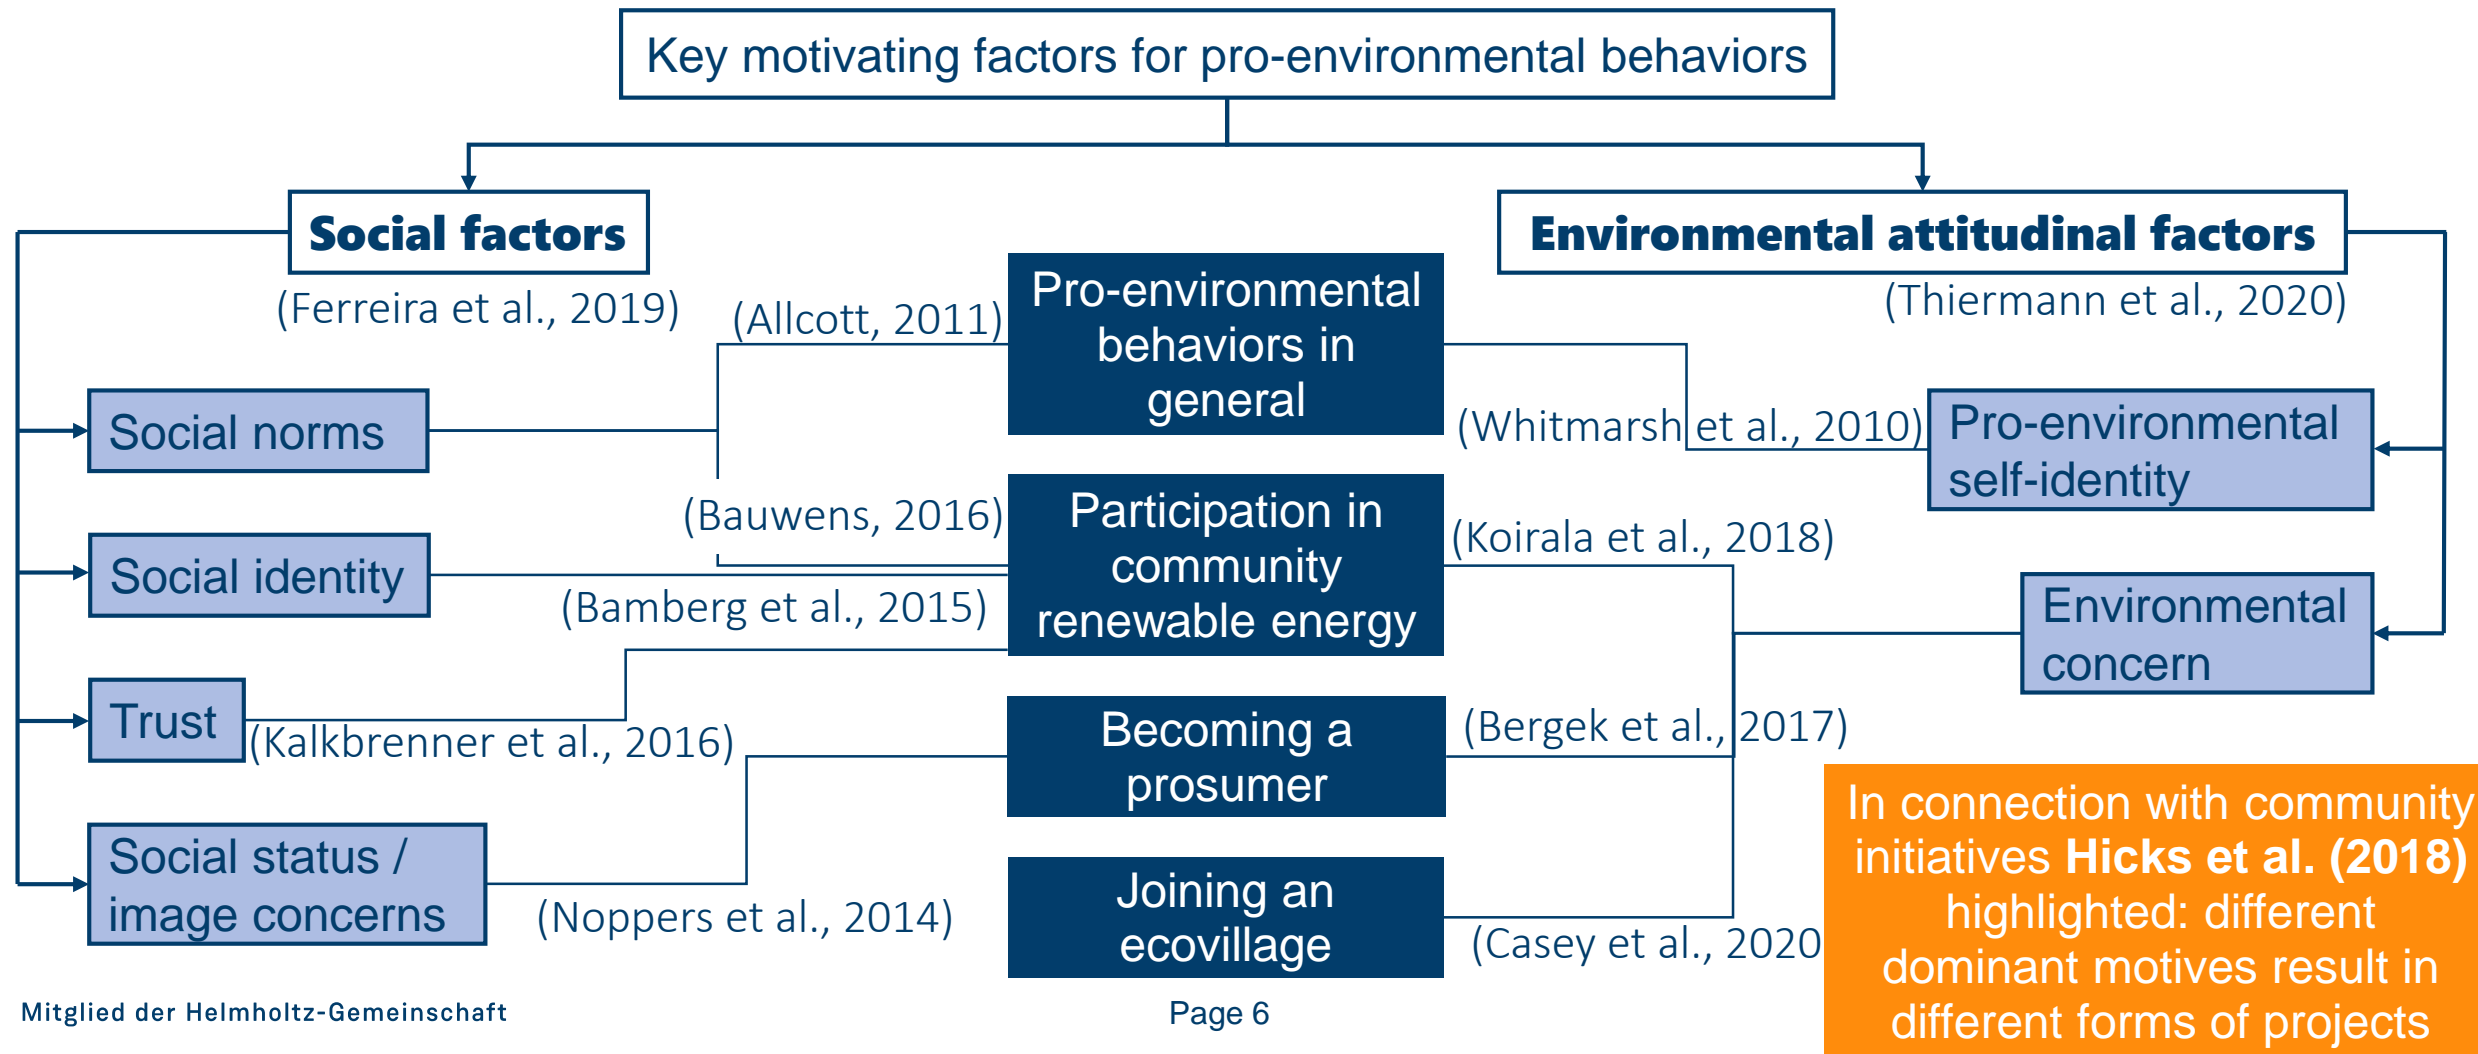 Key motivating factors for pro-environmental behaviors
Social factors
(Ferreira et al., 2019)
Environmental attitudinal factors
(Thiermann et al., 2020)
Social norms
Social identity
Trust
Social status /
image concerns
(Allcott, 2011)
(Bauwens, 2016)
(Bamberg et al., 2015)
(Kalkbrenner et al., 2016)
(Noppers et al., 2014)
Pro-environmental
behaviors in
general
Participation in
community
renewable energy
Becoming a
prosumer
Joining an
ecovillage
(Whitmarsh et al., 2010)
(Koirala et al., 2018)
(Bergek et al., 2017)
(Casey et al., 2020
Pro-environmental
self-identity
Environmental
concern
In connection with community
initiatives Hicks et al. (2018)
highlighted: different
dominant motives result in
different forms of projects
Mitglied der Helmholtz-Gemeinschaft
Page 6